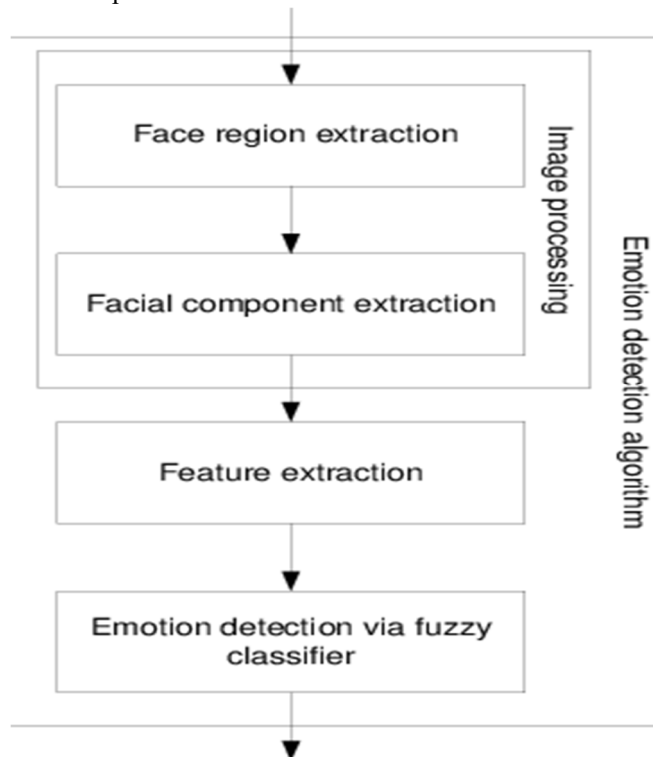 Face region extraction
Image processing
Facial component extraction
Emotion detection algorithm
Feature extraction
Emotion detection via fuzzy
classifier